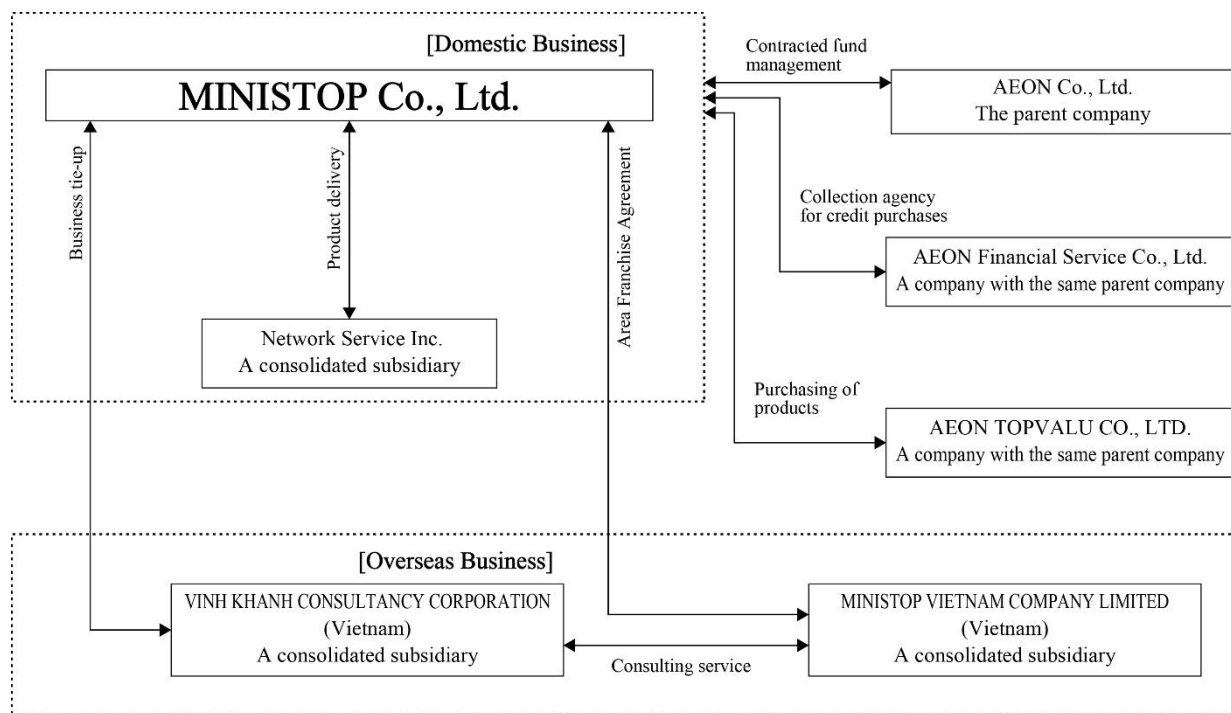 [Domestic Business]
MINISTOP Co., Ltd.
Business tie-up
Product delivery
Area Franchise Agreement
Network Service Inc.
A consolidated subsidiary
Contracted fund
management
AEON Co., Ltd.
The parent company
Collection agency
for credit purchases
AEON Financial Service Co., Ltd.
A company with the same parent company
Purchasing of
products
AEON TOPVALU CO., LTD.
A company with the same parent company
[Overseas Business]
VINH KHANH CONSULTANCY CORPORATION
(Vietnam)
A consolidated subsidiary
Consulting service
MINISTOP VIETNAM COMPANY LIMITED
(Vietnam)
A consolidated subsidiary